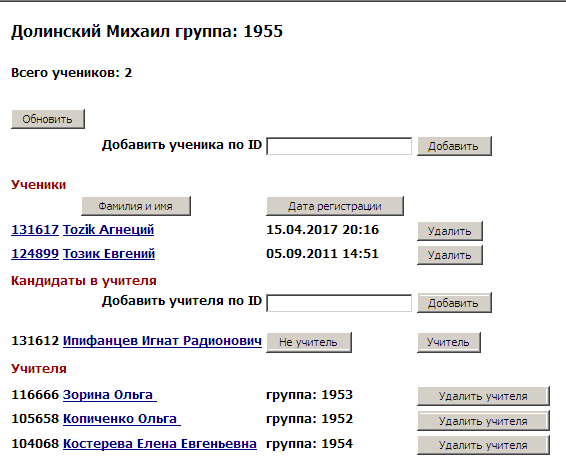 Долинский Михаил группа: 1955
Всего учеников: 2
Обновить
Добавить ученика по ID Добавить
Ученики
Фамилия и имя Дата регистрации
131617 Tozik Агнеций 15.04.2017 20:16 Удалить
124899 Тозик Евгений 05.09.2011 14:51 Удалить
Кандидаты в учителя
Добавить учителя по ID Добавить
131612 Ипифанцев Игнат Радионович Не учитель Учитель
Учителя
116666 Зорина Ольга группа: 1953 Удалить учителя
105658 Копиченко Ольга группа: 1952 Удалить учителя
104068 Костерева Елена Евгеньевна группа: 1954 Удалить учителя